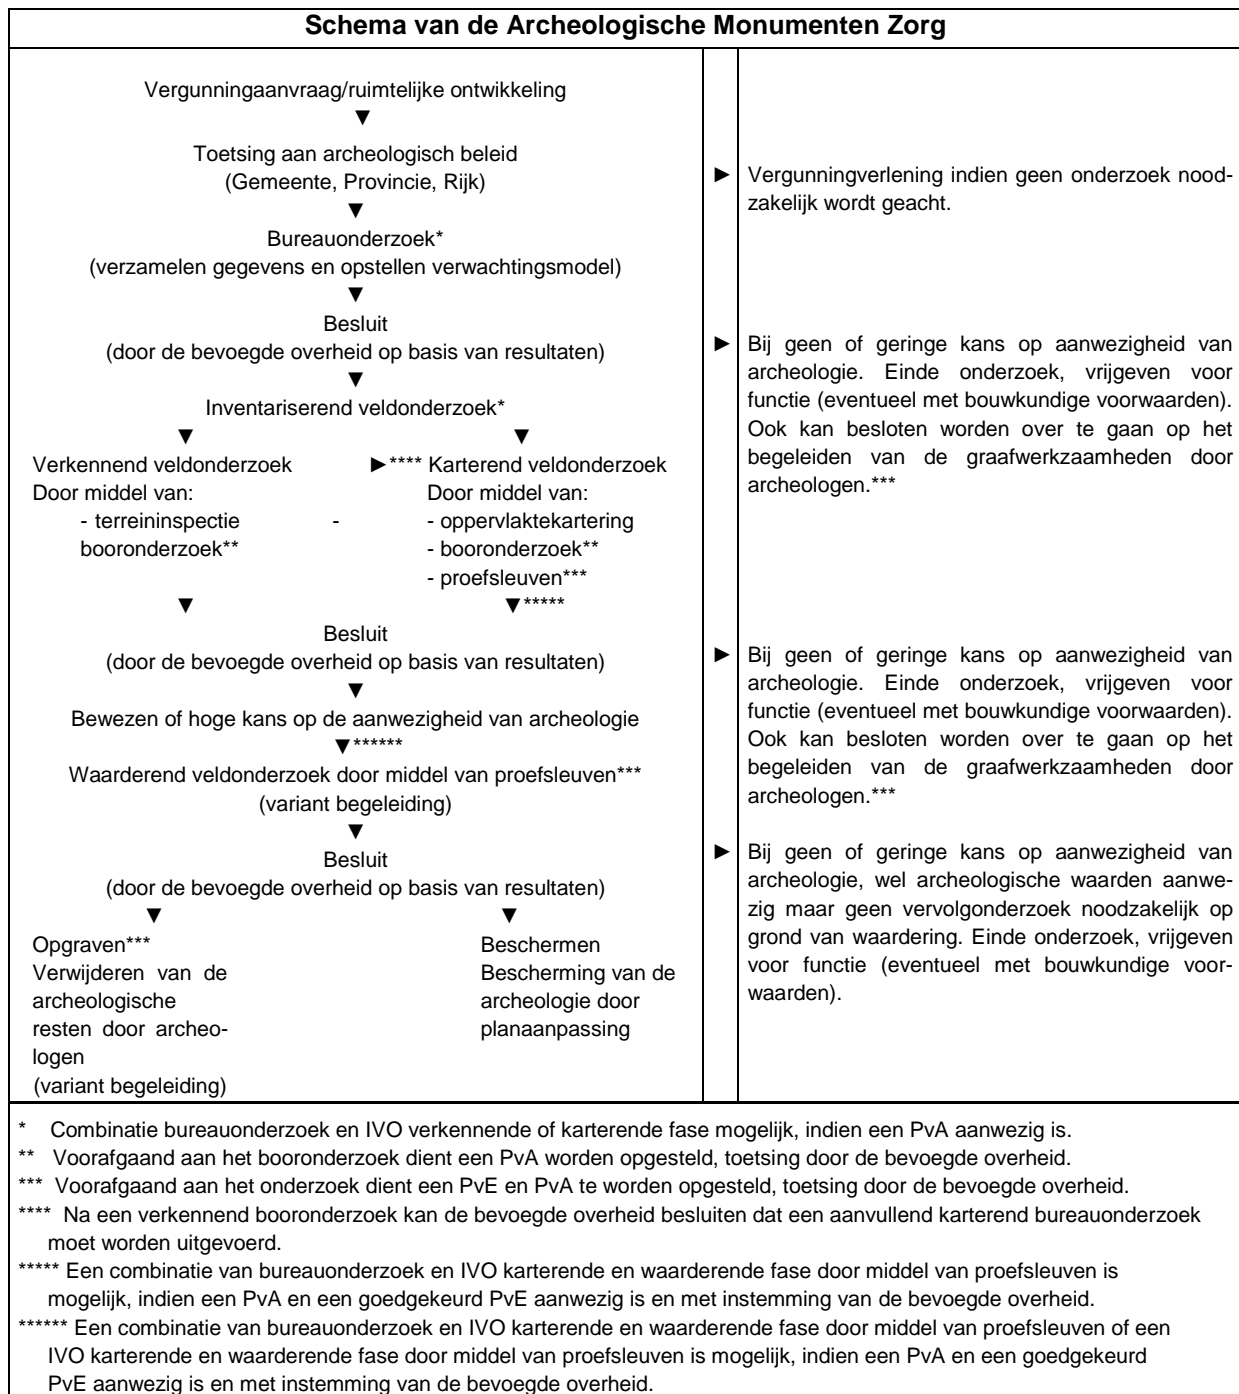 Schema van de Archeologische Monumenten Zorg
Vergunningaanvraag/ruimtelijke ontwikkeling
▼
Toetsing aan archeologisch beleid
(Gemeente, Provincie, Rijk)
▼
Bureauonderzoek*
(verzamelen gegevens en opstellen verwachtingsmodel)
▼
Besluit
(door de bevoegde overheid op basis van resultaten)
▼
Inventariserend veldonderzoek*
▼ ▼
Verkennend veldonderzoek ►**** Karterend veldonderzoek
Door middel van: Door middel van:
- terreininspectie - - oppervlaktekartering
booronderzoek** - booronderzoek**
- proefsleuven***
▼ ▼*****
Besluit
(door de bevoegde overheid op basis van resultaten)
▼
Bewezen of hoge kans op de aanwezigheid van archeologie
▼******
Waarderend veldonderzoek door middel van proefsleuven***
(variant begeleiding)
▼
Besluit
(door de bevoegde overheid op basis van resultaten)
▼ ▼
Opgraven*** Beschermen
Verwijderen van de Bescherming van de
archeologische archeologie door
resten door archeo- planaanpassing
logen
(variant begeleiding)
► Vergunningverlening indien geen onderzoek nood-
zakelijk wordt geacht.
► Bij geen of geringe kans op aanwezigheid van
archeologie. Einde onderzoek, vrijgeven voor
functie (eventueel met bouwkundige voorwaarden).
Ook kan besloten worden over te gaan op het
begeleiden van de graafwerkzaamheden door
archeologen.***
► Bij geen of geringe kans op aanwezigheid van
archeologie. Einde onderzoek, vrijgeven voor
functie (eventueel met bouwkundige voorwaarden).
Ook kan besloten worden over te gaan op het
begeleiden van de graafwerkzaamheden door
archeologen.***
► Bij geen of geringe kans op aanwezigheid van
archeologie, wel archeologische waarden aanwe-
zig maar geen vervolgonderzoek noodzakelijk op
grond van waardering. Einde onderzoek, vrijgeven
voor functie (eventueel met bouwkundige voor-
waarden).
* Combinatie bureauonderzoek en IVO verkennende of karterende fase mogelijk, indien een PvA aanwezig is.
** Voorafgaand aan het booronderzoek dient een PvA worden opgesteld, toetsing door de bevoegde overheid.
*** Voorafgaand aan het onderzoek dient een PvE en PvA te worden opgesteld, toetsing door de bevoegde overheid.
**** Na een verkennend booronderzoek kan de bevoegde overheid besluiten dat een aanvullend karterend bureauonderzoek
moet worden uitgevoerd.
***** Een combinatie van bureauonderzoek en IVO karterende en waarderende fase door middel van proefsleuven is
mogelijk, indien een PvA en een goedgekeurd PvE aanwezig is en met instemming van de bevoegde overheid.
****** Een combinatie van bureauonderzoek en IVO karterende en waarderende fase door middel van proefsleuven of een
IVO karterende en waarderende fase door middel van proefsleuven is mogelijk, indien een PvA en een goedgekeurd
PvE aanwezig is en met instemming van de bevoegde overheid.